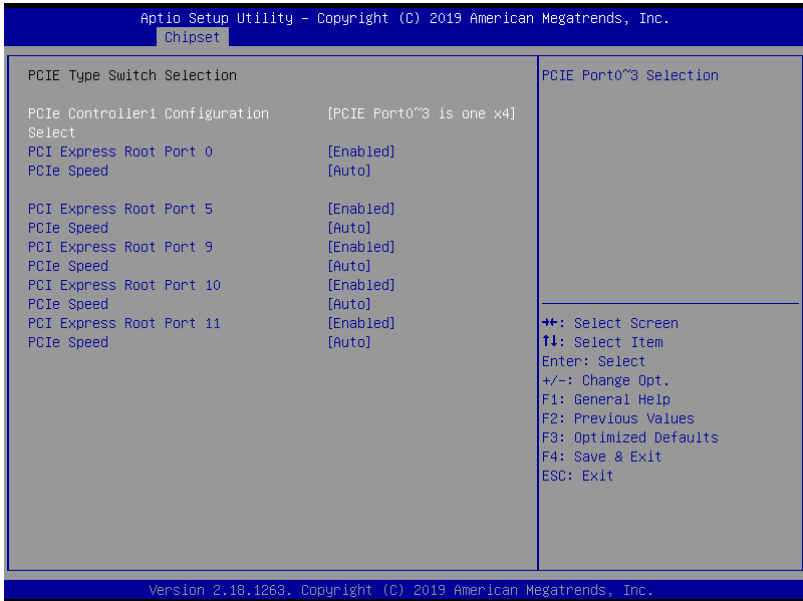 Aptio Setup Utility – Copyright (C) 2019 American Megatrends, Inc.
Chipset
PCIE Type Switch Selection
PCIe Controller1 Configuration Select [PCIE Port0~3 is one x4]
PCI Express Root Port 0 [Enabled]
PCIe Speed [Auto]
PCI Express Root Port 5 [Enabled]
PCIe Speed [Auto]
PCI Express Root Port 9 [Enabled]
PCIe Speed [Auto]
PCI Express Root Port 10 [Enabled]
PCIe Speed [Auto]
PCI Express Root Port 11 [Enabled]
PCIe Speed [Auto]
PCIE Port0~3 Selection
→←: Select Screen
↑↓: Select Item
Enter: Select
+/-: Change Opt.
F1: General Help
F2: Previous Values
F3: Optimized Defaults
F4: Save & Exit
ESC: Exit
Version 2.18.1263. Copyright (C) 2019 American Megatrends, Inc.